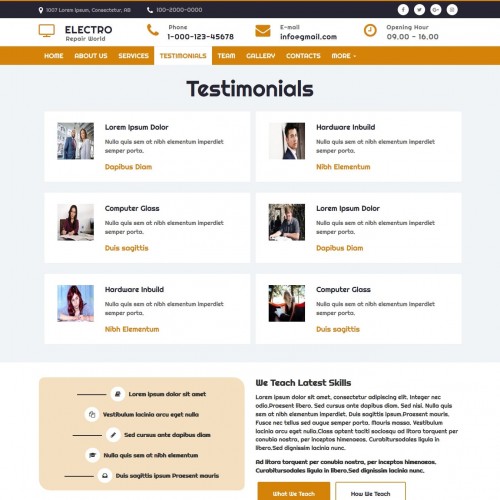 1007 Lorem Ipsum, Consectetur, AB
100-2000-0000
ELECTRO
Repair World
Phone
1-000-123-45678
E-mail
info@gmail.com
Opening Hour
09.00 - 16.00
HOME ABOUT US SERVICES TESTIMONIALS TEAM GALLERY CONTACTS MORE
Testimonials
Lorem Ipsum Dolor
Nulla quis sem at nibh elementum imperdiet
semper porta.
Dapibus Diam
Hardware Inbuild
Nulla quis sem at nibh elementum imperdiet
semper porta.
Nibh Elementum
Computer Glass
Nulla quis sem at nibh elementum imperdiet
semper porta.
Duis sagittis
Lorem Ipsum Dolor
Nulla quis sem at nibh elementum imperdiet
semper porta.
Dapibus Diam
Hardware Inbuild
Nulla quis sem at nibh elementum imperdiet
semper porta.
Nibh Elementum
Computer Glass
Nulla quis sem at nibh elementum imperdiet
semper porta.
Duis sagittis
Lorem ipsum dolor sit amet
Vestibulum lacinia arcu eget nulla
Sed cursus ante dapibus diam
Nulla quis sem at nibh elementum
Duis sagittis ipsum Praesent mauris
We Teach Latest Skills
Lorem ipsum dolor sit amet, consectetur adipiscing elit. Integer nec
odio.Praesent libero. Sed cursus ante dapibus diam. Sed nisi. Nulla
quis sem at nibh elementum imperdiet. Duis sagittis ipsum.Praesent mauris.
Fusce nec tellus sed augue semper porta. Mauris massa. Vestibulum
lacinia arcu eget nulla.Class aptent taciti sociosqu ad litora torquent
per conubia nostra, per inceptos himenaeos. Curabitursodales ligula in
libero.Sed dignissim lacinia nunc.
Ad litora torquent per conubia nostra, per inceptos himenaeos.
Curabitursodales ligula in libero.Sed dignissim lacinia nunc.
What We Teach
How We Teach